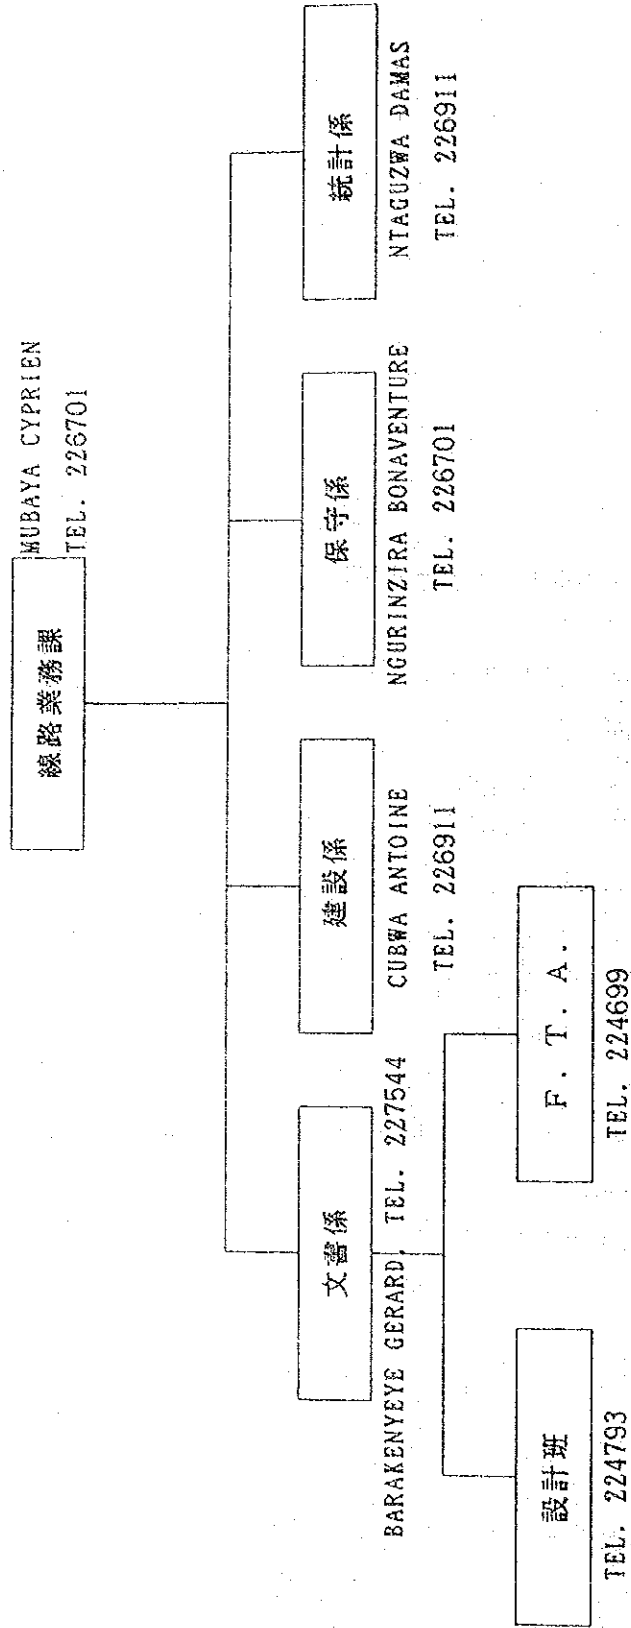 線路業務課
MUBAYA CYPRIEN
TEL. 226701
文書係
BARAKENYEYE GERARD, TEL. 227544
建設係
CUBWA ANTOINE
TEL. 226911
保守係
NGURINZIRA BONAVENTURE
TEL. 226701
統計係
NTAGUZWA DAMAS
TEL. 226911
設計班
TEL. 224793
F. T. A.
TEL. 224699